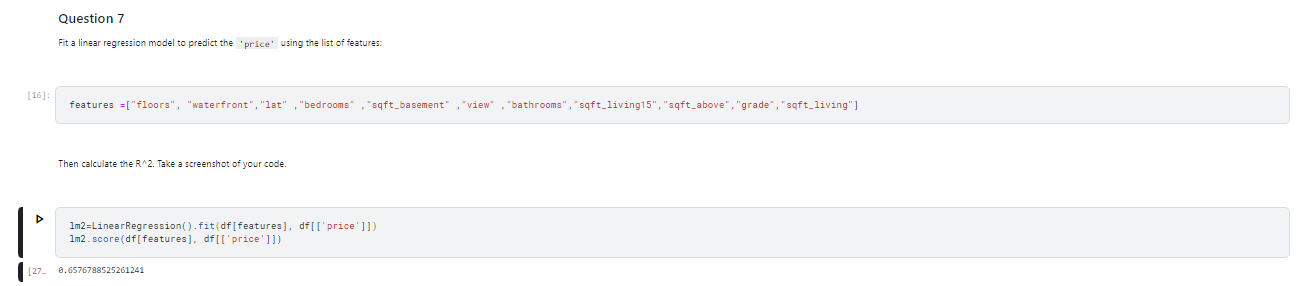 Question 7
Fit a linear regression model to predict the 'price' using the list of features:
[16]:
features =["floors", "waterfront","lat" ,"bedrooms" ,"sqft_basement" ,"view" ,"bathrooms","sqft_living15","sqft_above","grade","sqft_living"]
Then calculate the R^2. Take a screenshot of your code.
lm2=LinearRegression().fit(df[features], df[['price']])
lm2.score(df[features], df[['price']])
[27…
0.6576788525261241